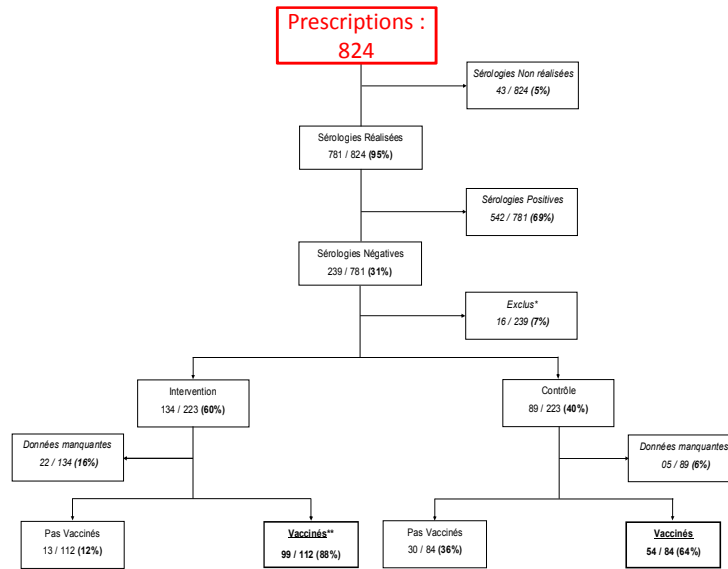 Prescriptions :
824
Sérologies Non réalisées
43 / 824 (5%)
Sérologies Réalisées
781 / 824 (95%)
Sérologies Positives
542 / 781 (69%)
Sérologies Négatives
239 / 781 (31%)
Exclus*
16 / 239 (7%)
Intervention
134 / 223 (60%)
Contrôle
89 / 223 (40%)
Données manquantes
22 / 134 (16%)
Données manquantes
05 / 89 (6%)
Pas Vaccinés
13 / 112 (12%)
Vaccinés**
99 / 112 (88%)
Pas Vaccinés
30 / 84 (36%)
Vaccinés
54 / 84 (64%)